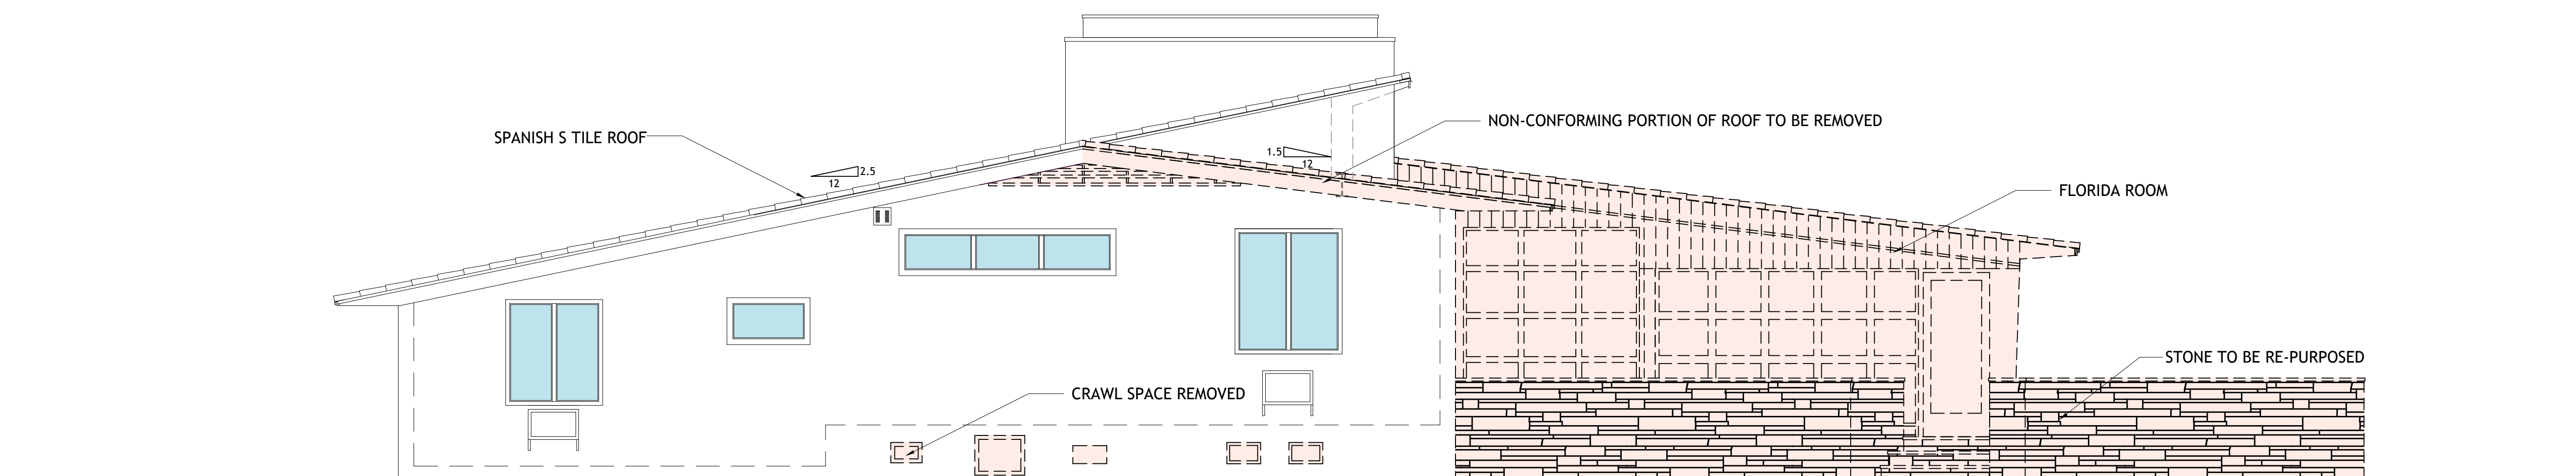 NON-CONFORMING PORTION OF ROOF TO BE REMOVED
SPANISH S TILE ROOF
1.5
12
2.5
12
FLORIDA ROOM
STONE TO BE RE-PURPOSED
CRAWL SPACE REMOVED